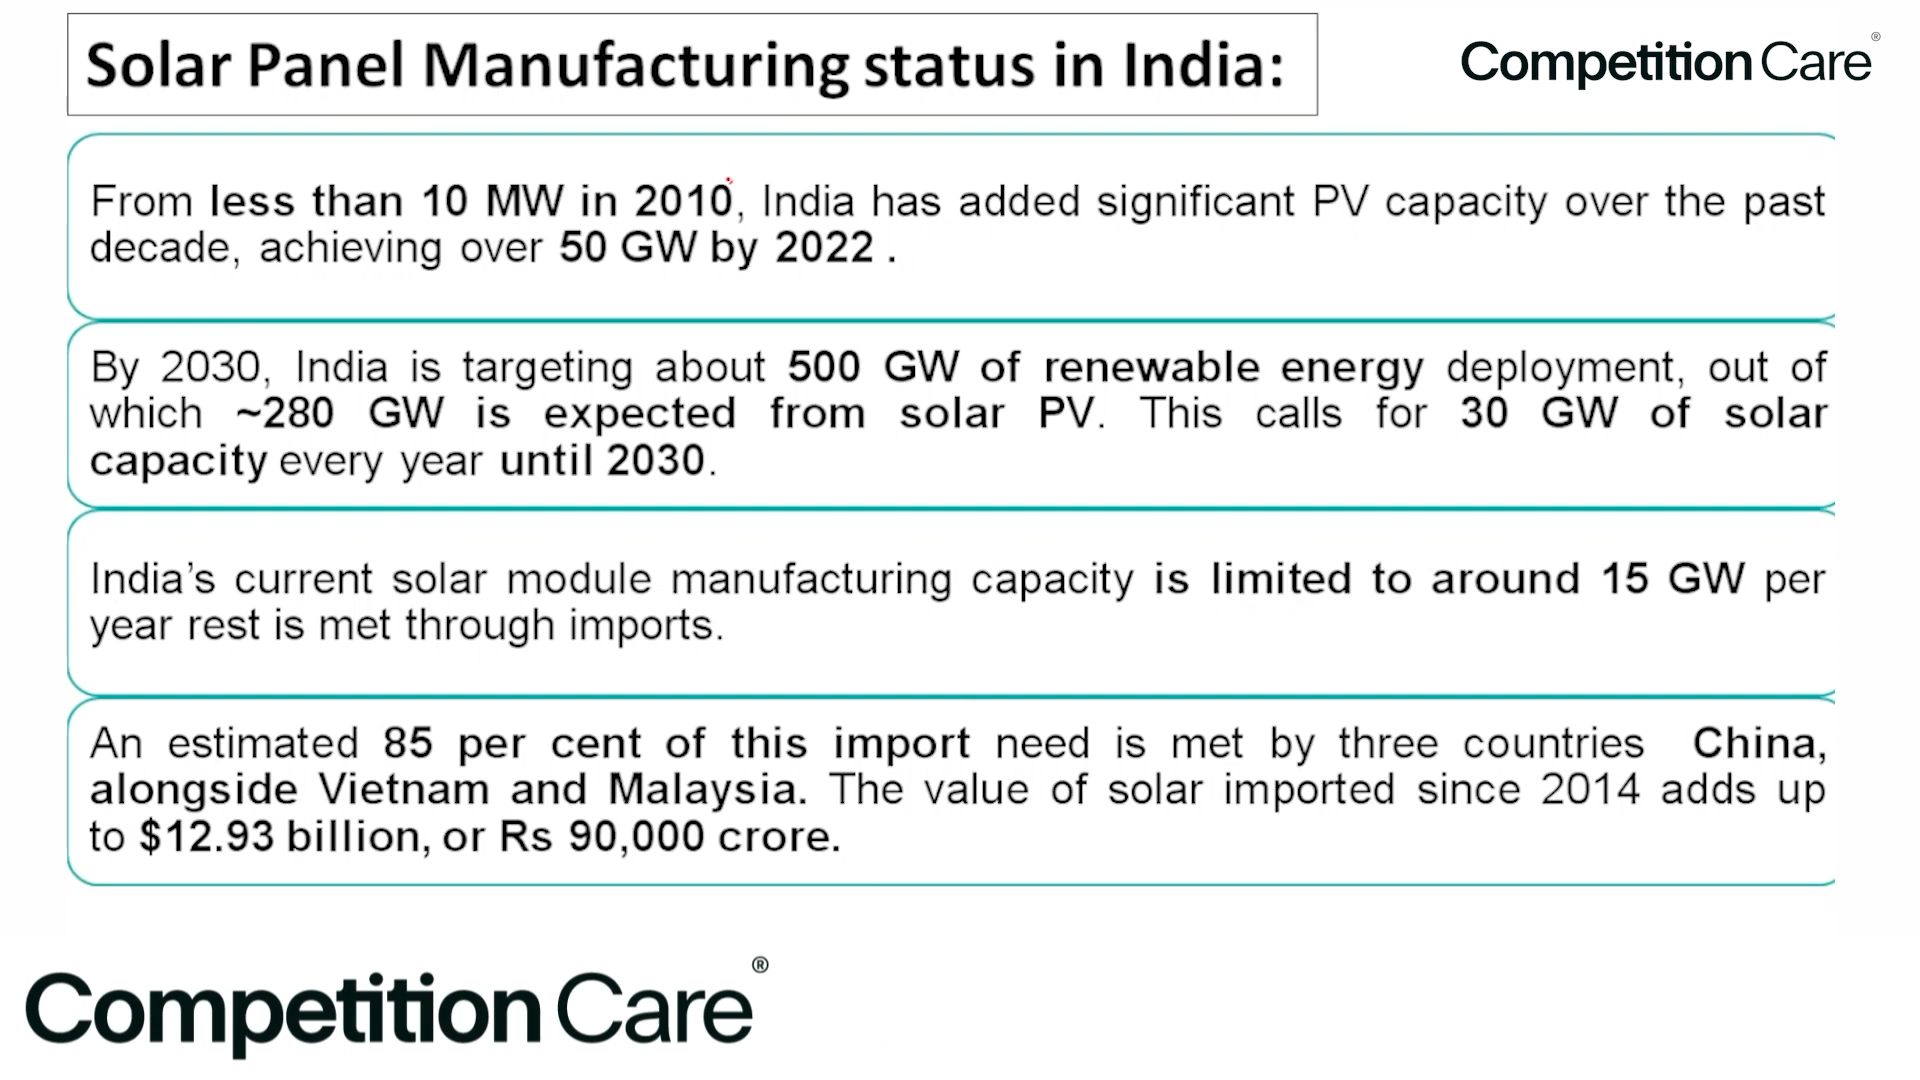 Solar Panel Manufacturing status in India:
Competition Care®
From less than 10 MW in 2010, India has added significant PV capacity over the past
decade, achieving over 50 GW by 2022 .
By 2030, India is targeting about 500 GW of renewable energy deployment, out of
which ~280 GW is expected from solar PV. This calls for 30 GW of solar
capacity every year until 2030.
India’s current solar module manufacturing capacity is limited to around 15 GW per
year rest is met through imports.
An estimated 85 per cent of this import need is met by three countries China,
alongside Vietnam and Malaysia. The value of solar imported since 2014 adds up
to $12.93 billion, or Rs 90,000 crore.
Competition Care®